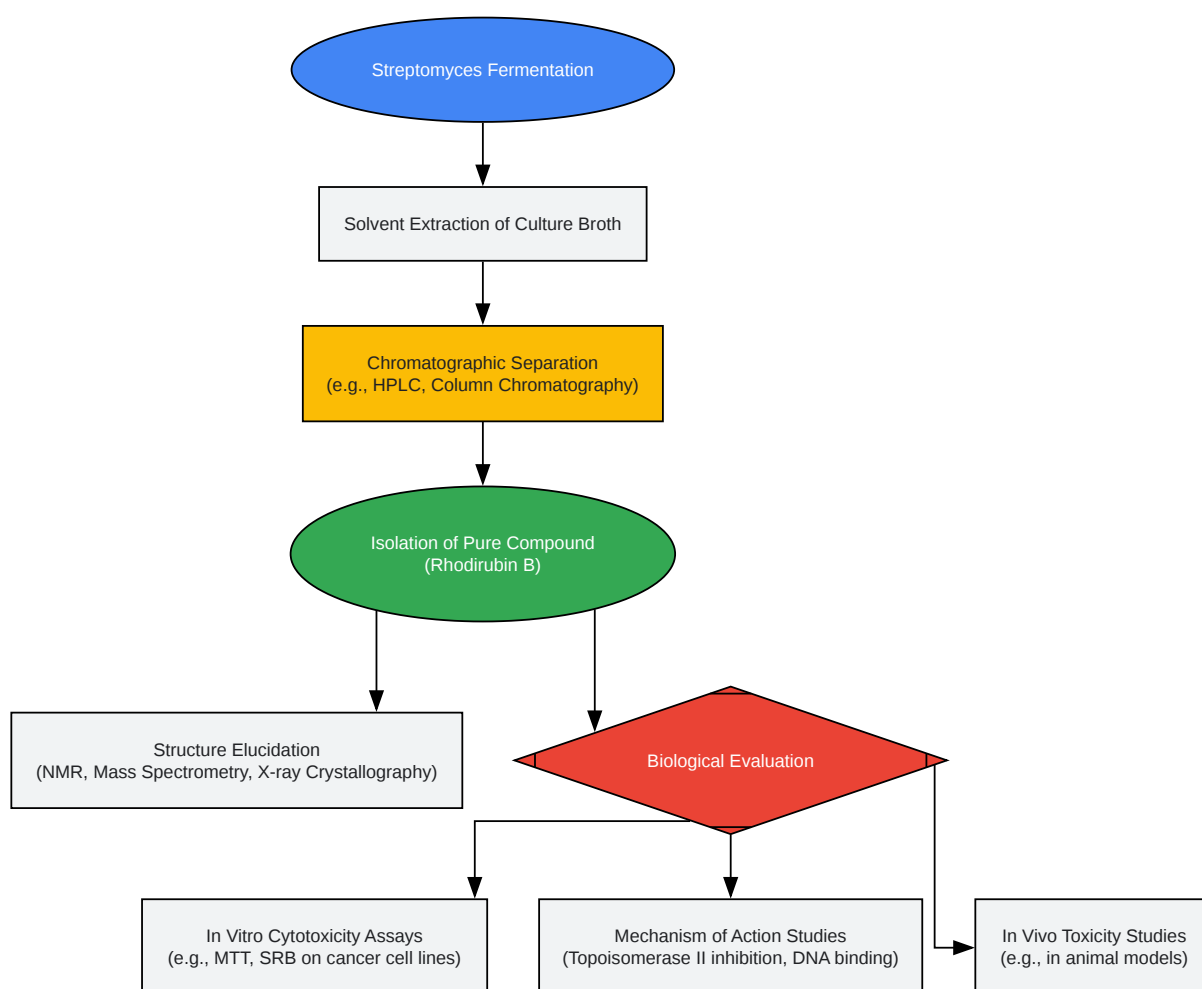 Streptomyces Fermentation
Solvent Extraction of Culture Broth
Chromatographic Separation
(e.g., HPLC, Column Chromatography)
Isolation of Pure Compound
(Rhodirubin B)
Structure Elucidation
(NMR, Mass Spectrometry, X-ray Crystallography)
Biological Evaluation
In Vitro Cytotoxicity Assays
(e.g., MTT, SRB on cancer cell lines)
Mechanism of Action Studies
(Topoisomerase II inhibition, DNA binding)
In Vivo Toxicity Studies
(e.g., in animal models)